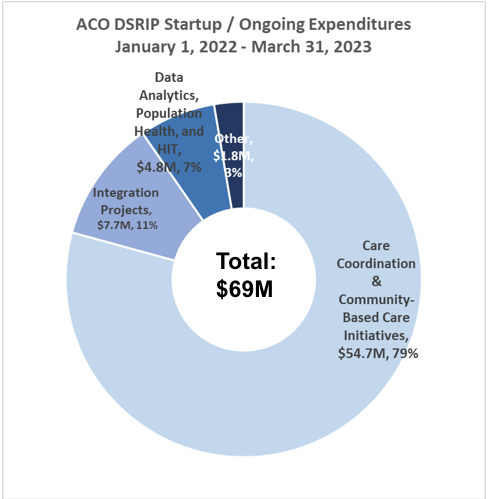 ACO DSRIP Startup / Ongoing Expenditures
January 1, 2022 - March 31, 2023
Data
Analytics,
Population
Health, and
HIT,
$4.8M, 7%
Other,
$1.8M,
3%
Integration
Projects,
$7.7M, 11%
Total:
$69M
Care
Coordination
&
Community-
Based Care
Initiatives,
$54.7M, 79%